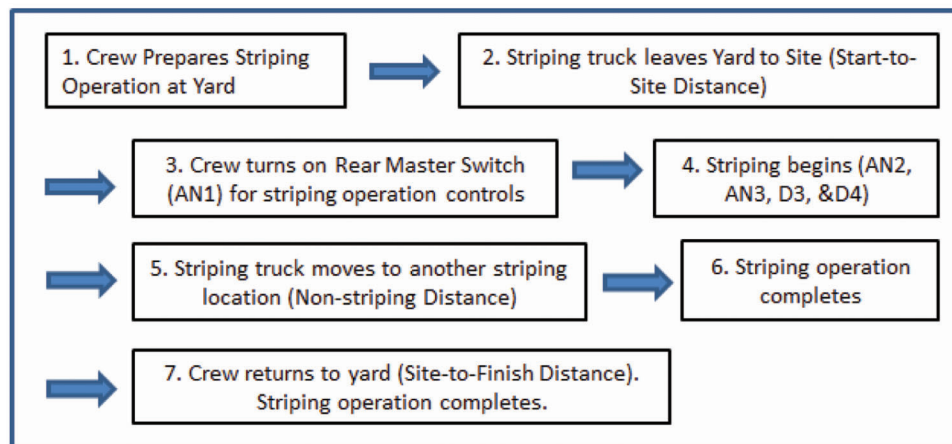 1. Crew Prepares Striping
Operation at Yard
2. Striping truck leaves Yard to Site (Start-to-
Site Distance)
3. Crew turns on Rear Master Switch
(AN1) for striping operation controls
4. Striping begins (AN2,
AN3, D3, &D4)
5. Striping truck moves to another striping
location (Non-striping Distance)
6. Striping operation
completes
7. Crew returns to yard (Site-to-Finish Distance).
Striping operation completes.